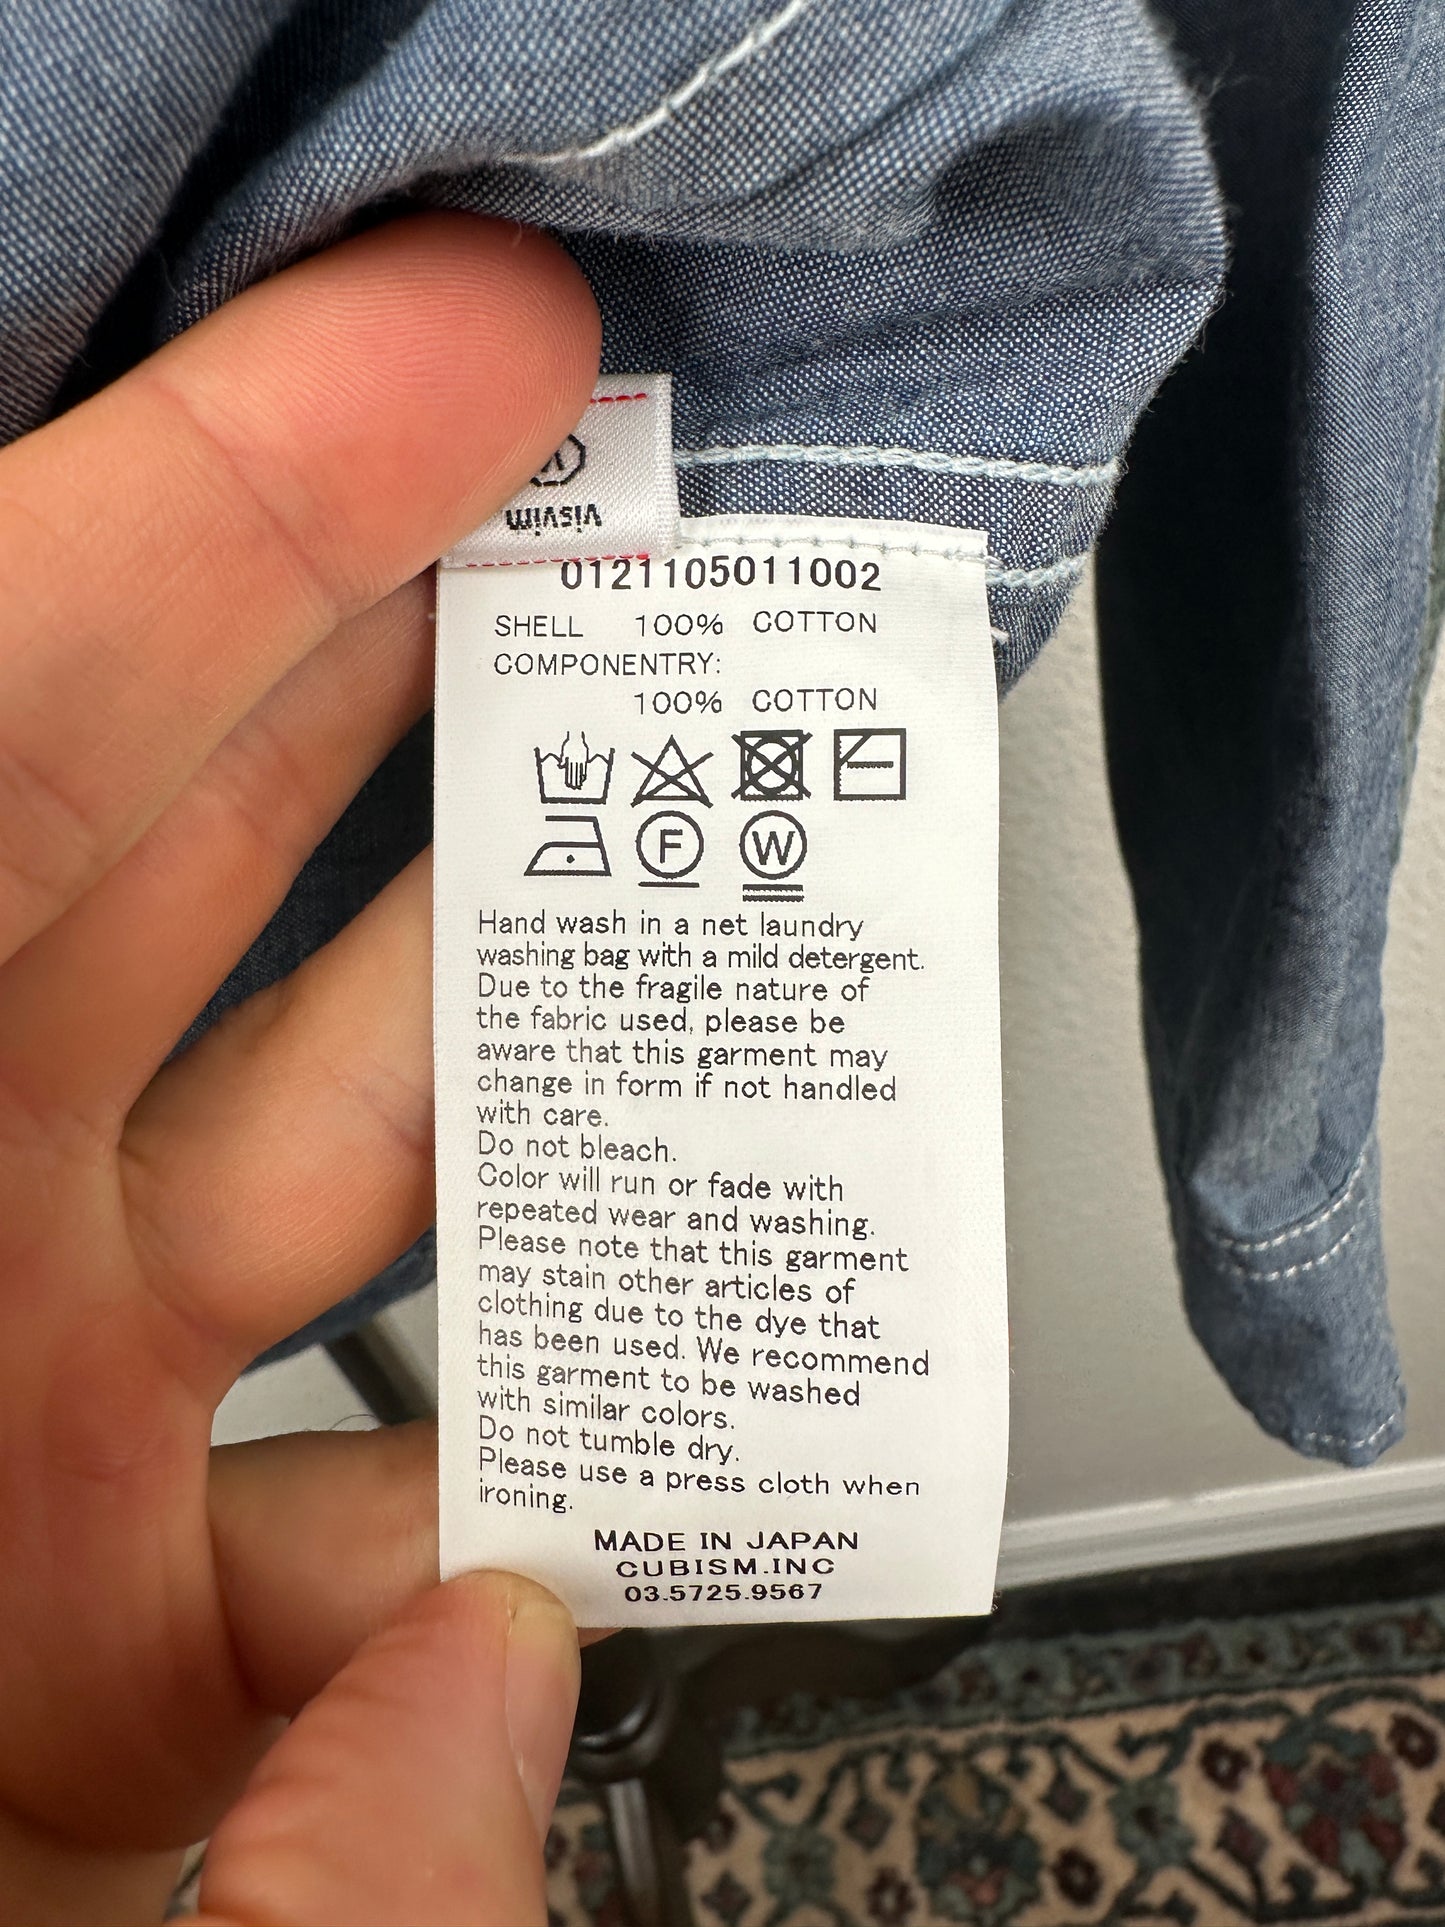 visvim
0121105011002
SHELL 100% COTTON
COMPONENTRY:
100% COTTON
F W
Hand wash in a net laundry
washing bag with a mild detergent.
Due to the fragile nature of
the fabric used, please be
aware that this garment may
change in form if not handled
with care.
Do not bleach.
Color will run or fade with
repeated wear and washing.
Please note that this garment
may stain other articles of
clothing due to the dye that
has been used. We recommend
this garment to be washed
with similar colors.
Do not tumble dry.
Please use a press cloth when
ironing.
MADE IN JAPAN
CUBISM.INC
03.5725.9567